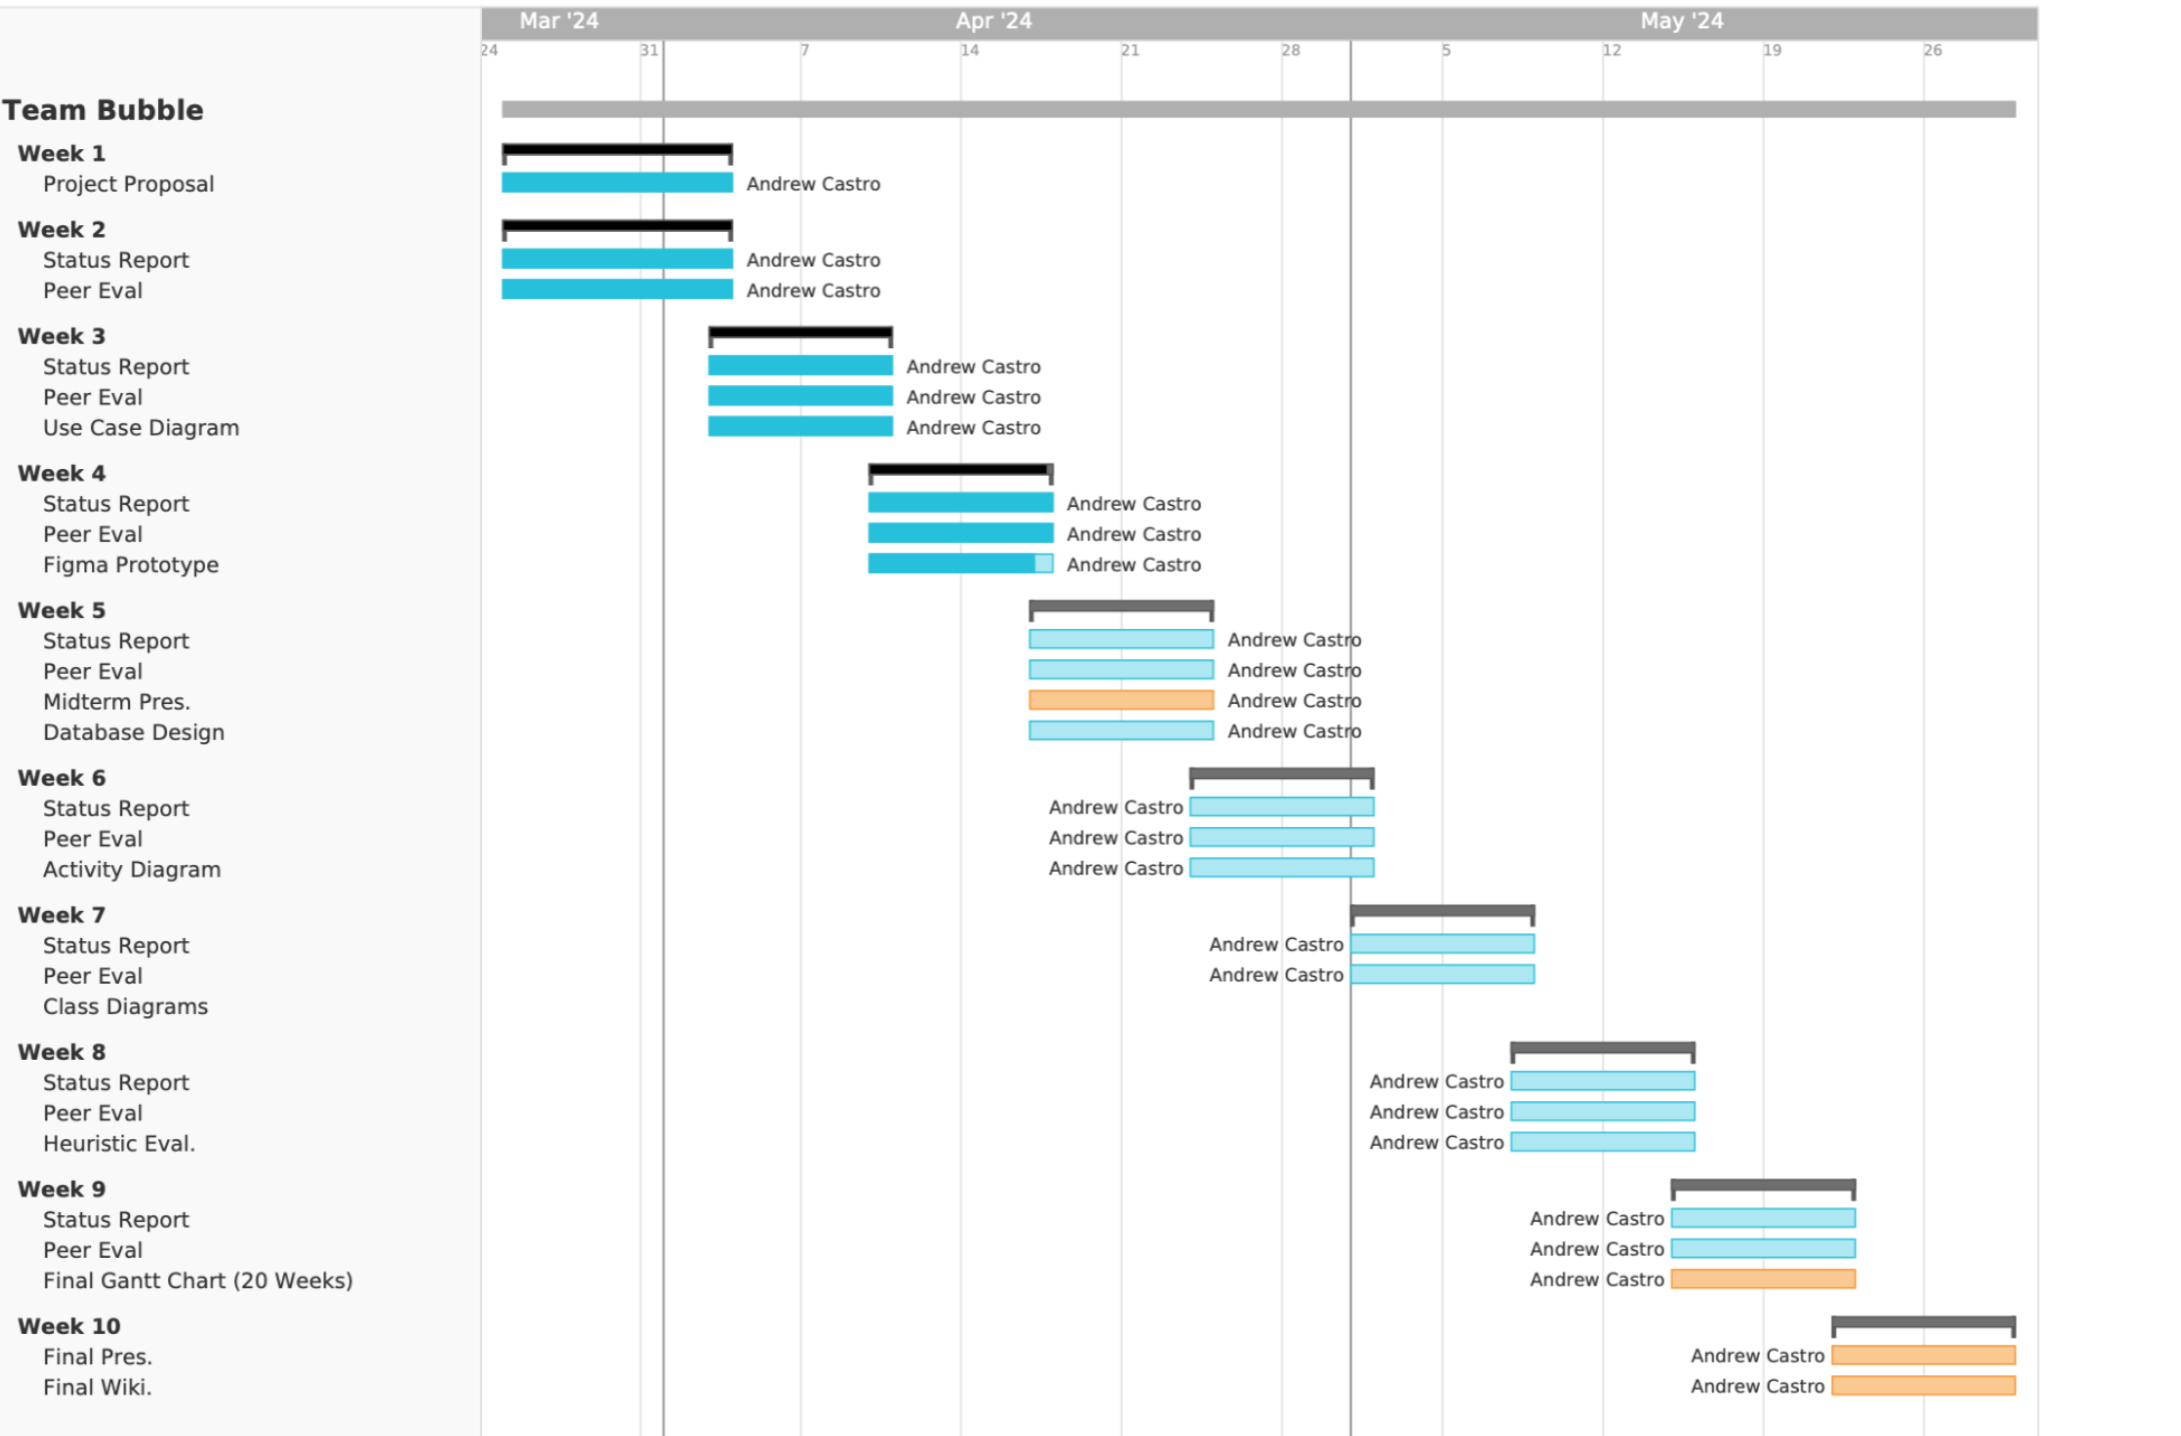 Mar '24 Apr '24 May '24
24 31 7 14 21 28 5 12 19 26
Team Bubble
Week 1
Project Proposal Andrew Castro
Week 2
Status Report Andrew Castro
Peer Eval Andrew Castro
Week 3
Status Report Andrew Castro
Peer Eval Andrew Castro
Use Case Diagram Andrew Castro
Week 4
Status Report Andrew Castro
Peer Eval Andrew Castro
Figma Prototype Andrew Castro
Week 5
Status Report Andrew Castro
Peer Eval Andrew Castro
Midterm Pres. Andrew Castro
Database Design Andrew Castro
Week 6
Status Report Andrew Castro
Peer Eval Andrew Castro
Activity Diagram Andrew Castro
Week 7
Status Report Andrew Castro
Peer Eval Andrew Castro
Class Diagrams
Week 8
Status Report Andrew Castro
Peer Eval Andrew Castro
Heuristic Eval. Andrew Castro
Week 9
Status Report Andrew Castro
Peer Eval Andrew Castro
Final Gantt Chart (20 Weeks) Andrew Castro
Week 10
Final Pres. Andrew Castro
Final Wiki. Andrew Castro